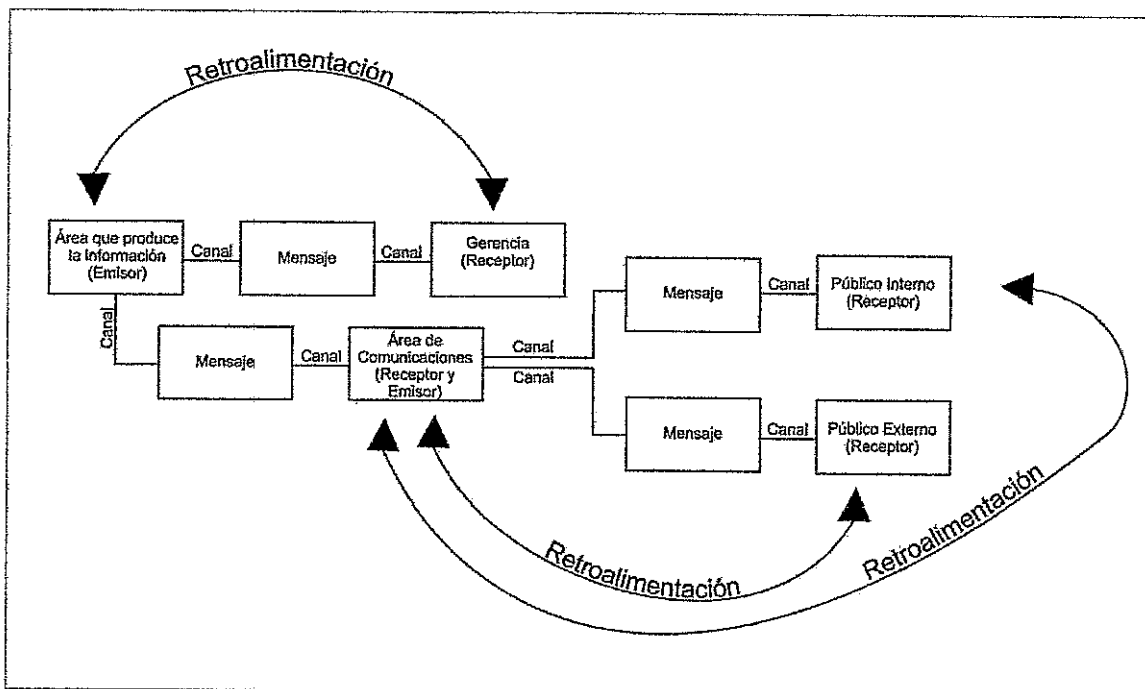 Retroalimentación
Área que produce
la Información
(Emisor)
Canal
Mensaje
Canal
Gerencia
(Receptor)
Canal
Mensaje
Canal
Área de
Comunicaciones
(Receptor y
Emisor)
Canal
Canal
Mensaje
Canal
Público Interno
(Receptor)
Mensaje
Canal
Público Externo
(Receptor)
Retroalimentación
Retroalimentación